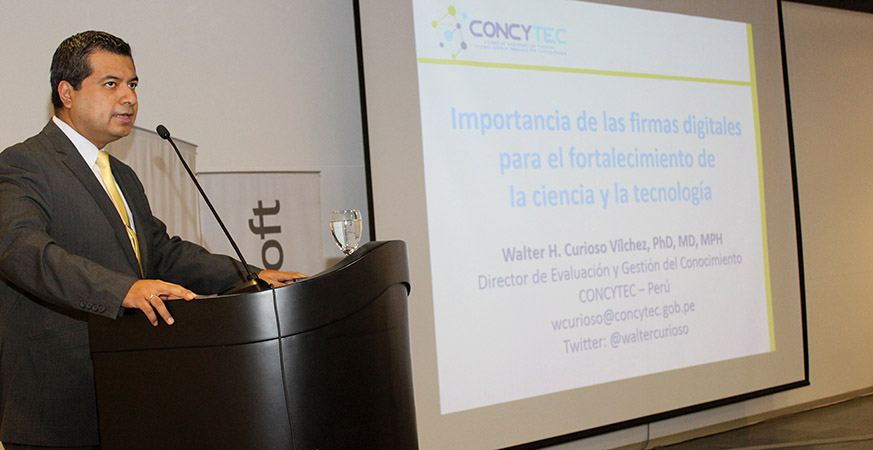 CONCYTEC
Importancia de las firmas digitales
para el fortalecimiento de
la ciencia y la tecnología
Walter H. Curioso Vílchez, PhD, MD, MPH
Director de Evaluación y Gestión del Conocimiento
CONCYTEC – Perú
wcurioso@concytec.gob.pe
Twitter: @waltercurioso
oft